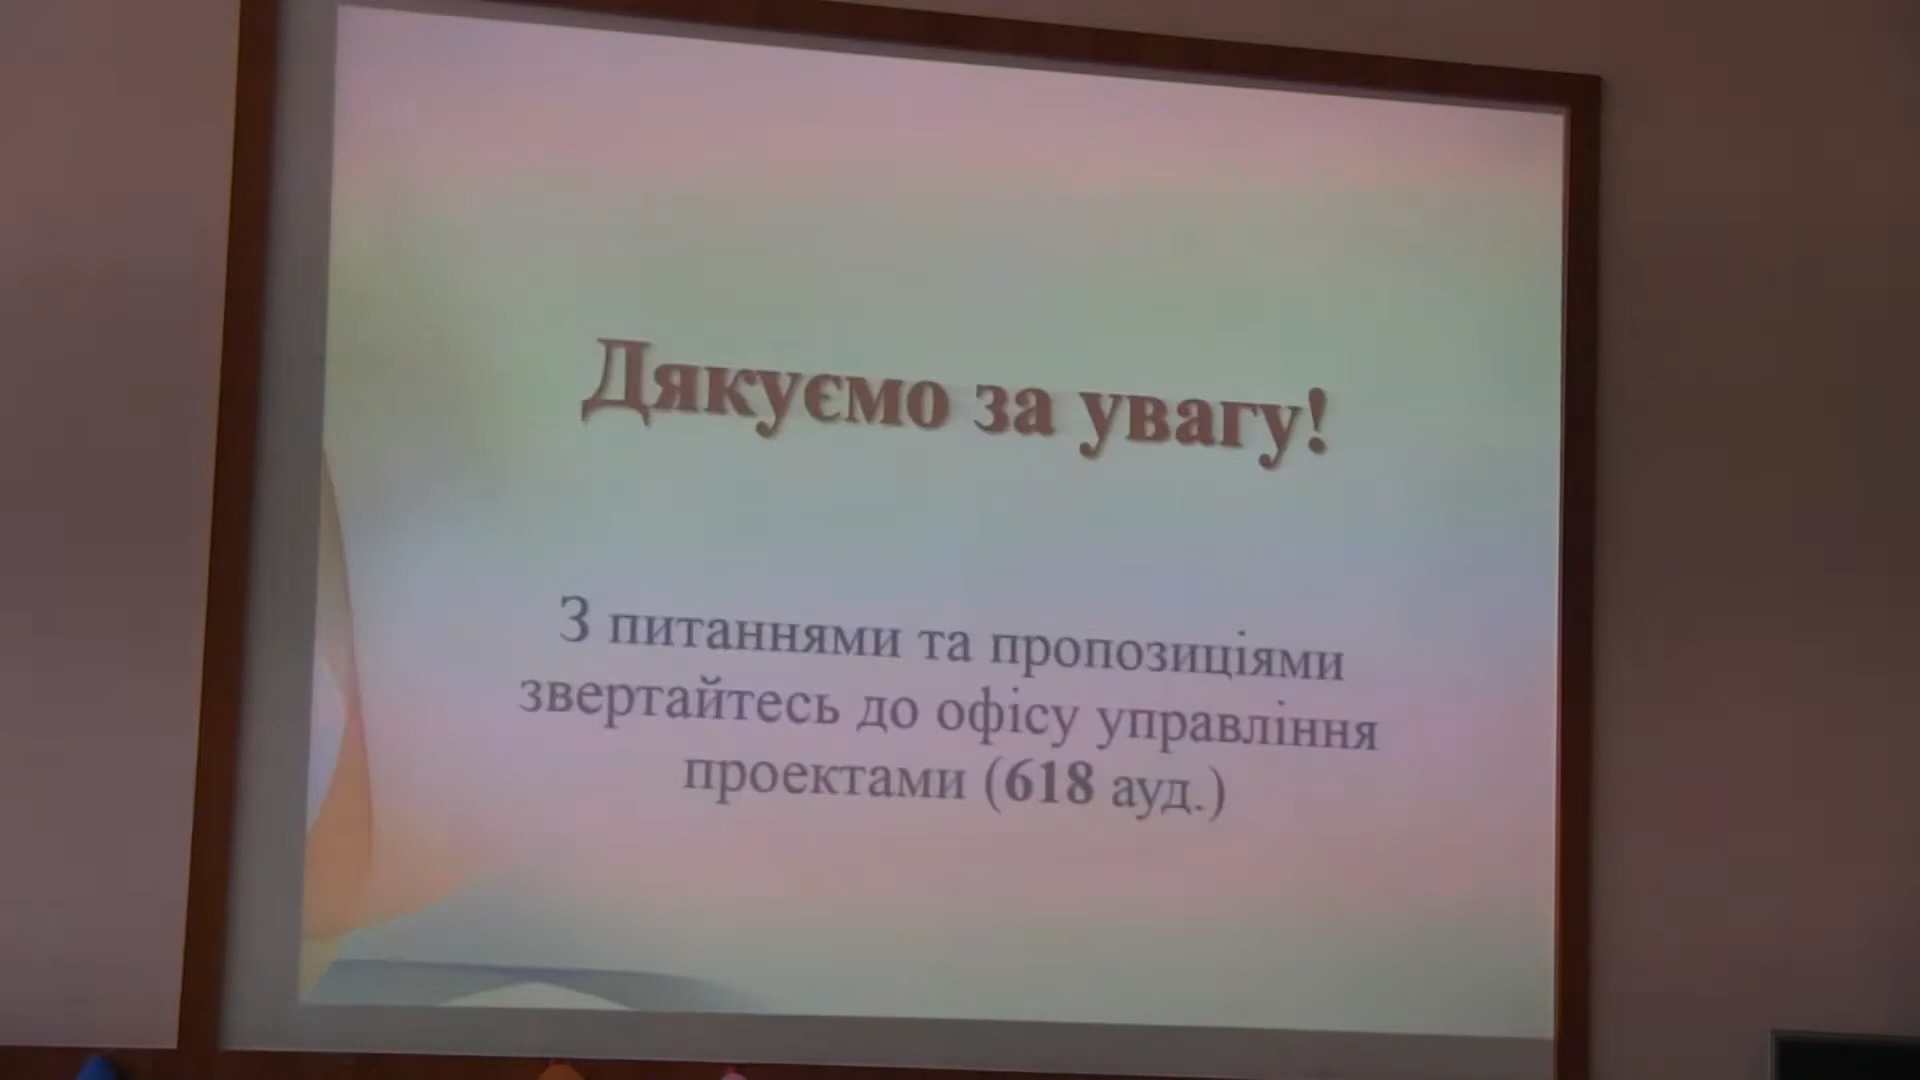 Дякуємо за увагу!
З питаннями та пропозиціями
звертайтесь до офісу управління
проектами (618 ауд.)